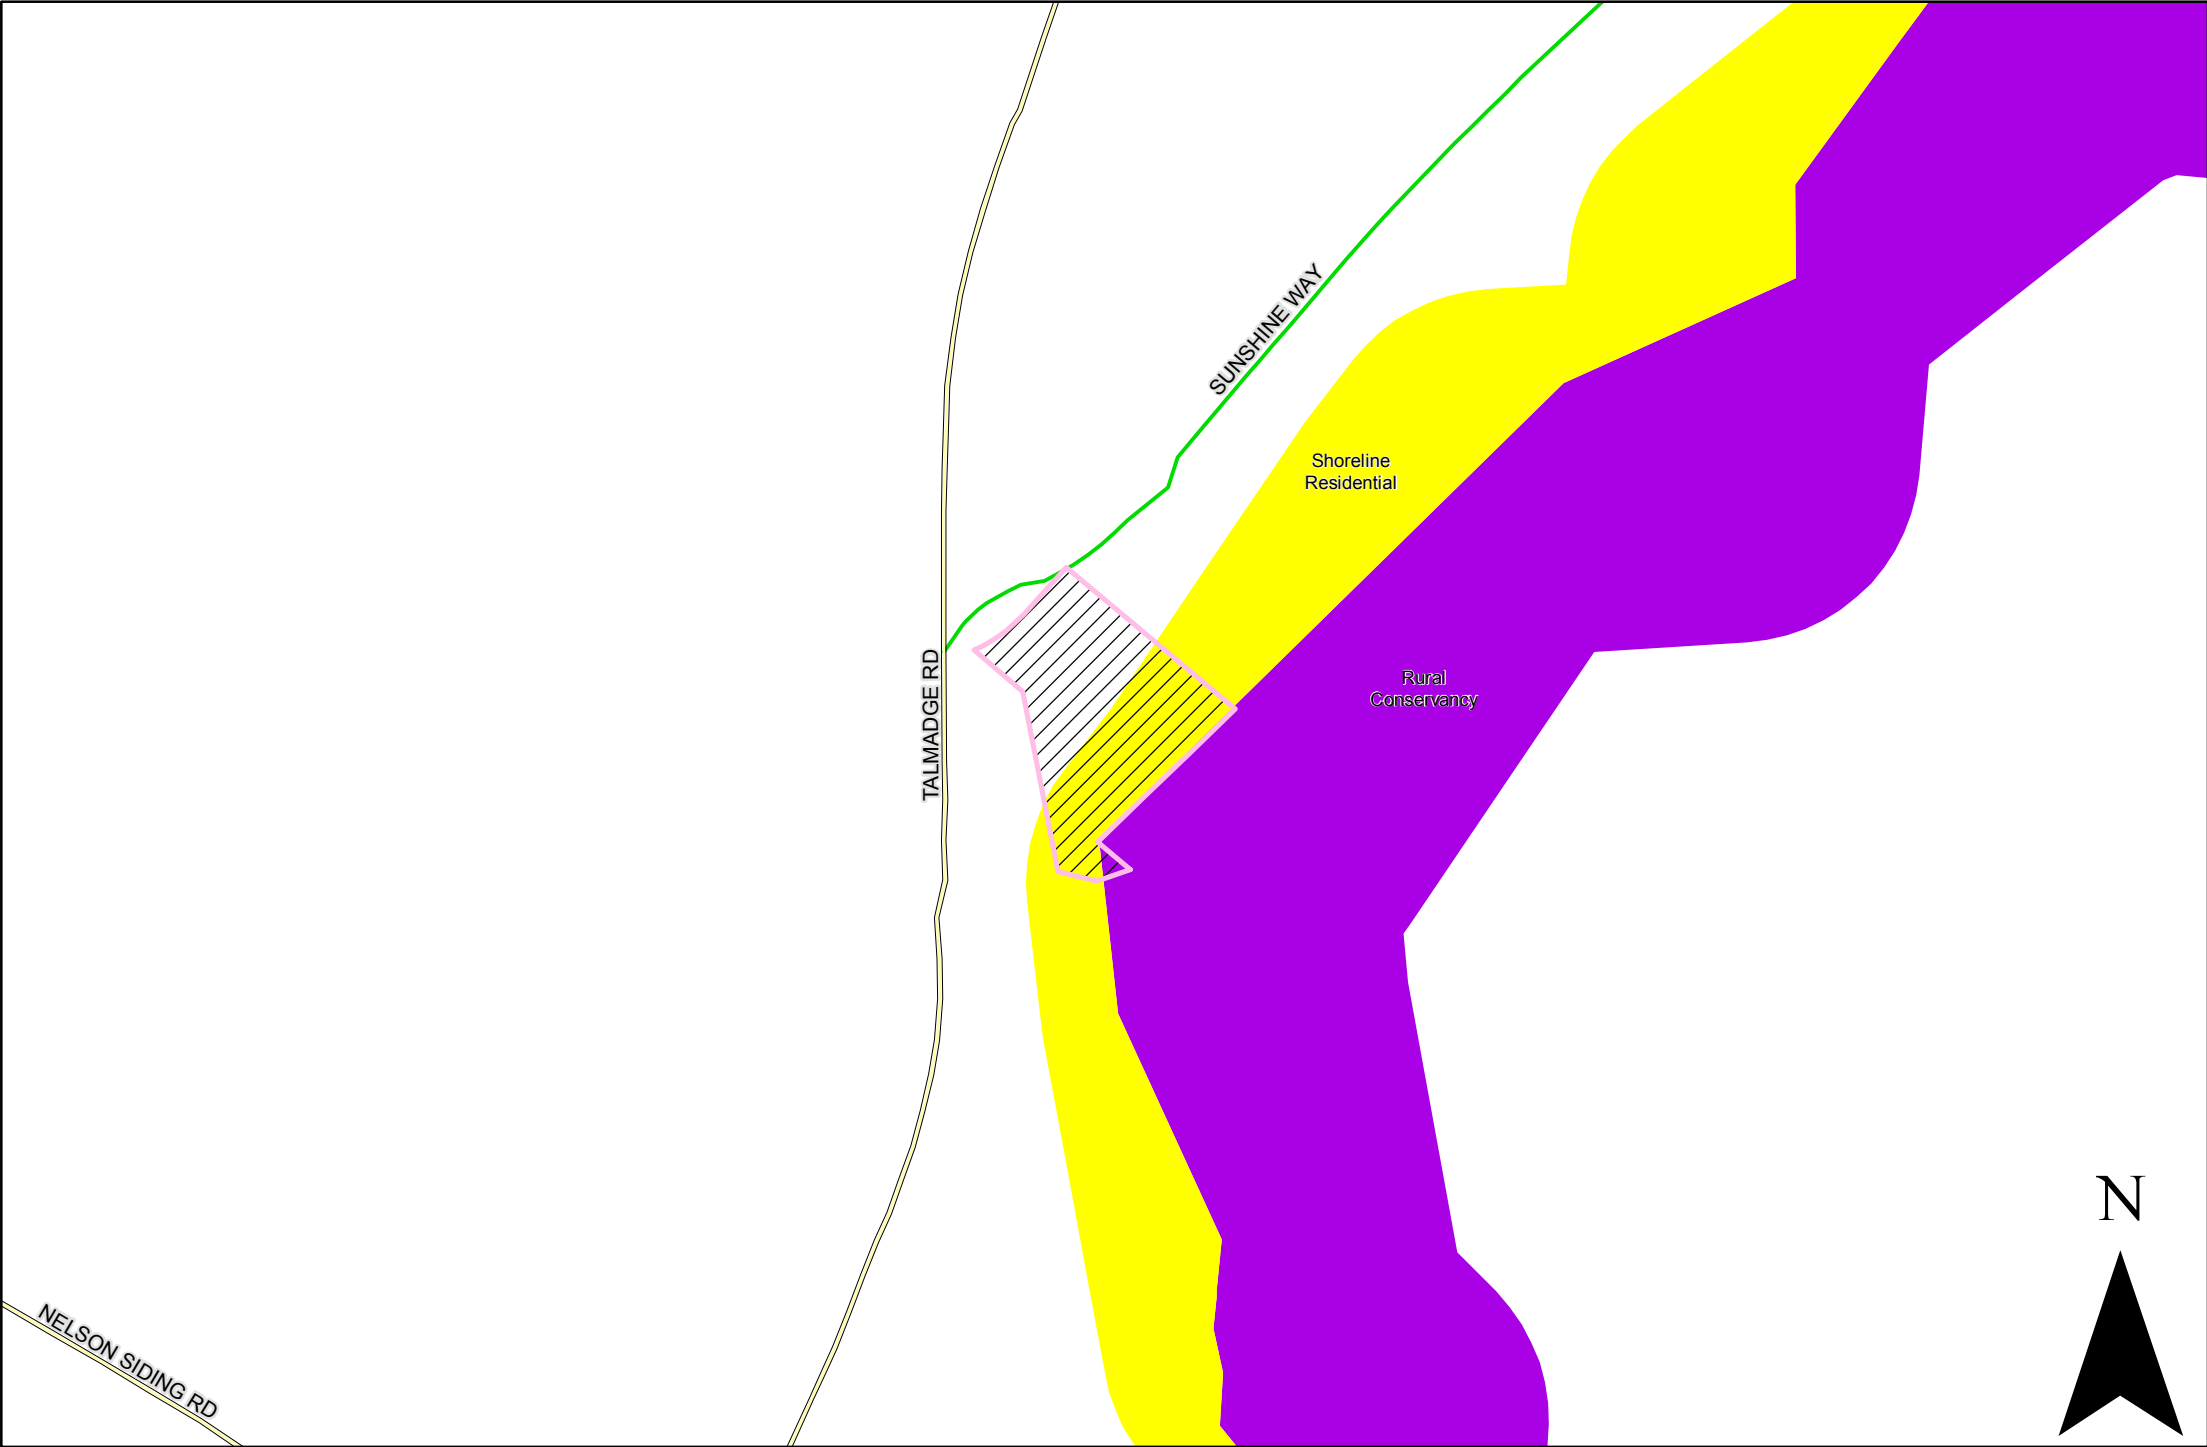 SUNSHINE WAY
Shoreline
Residential
TALMADGE RD
Rural
Conservancy
N
NELSON SIDING RD